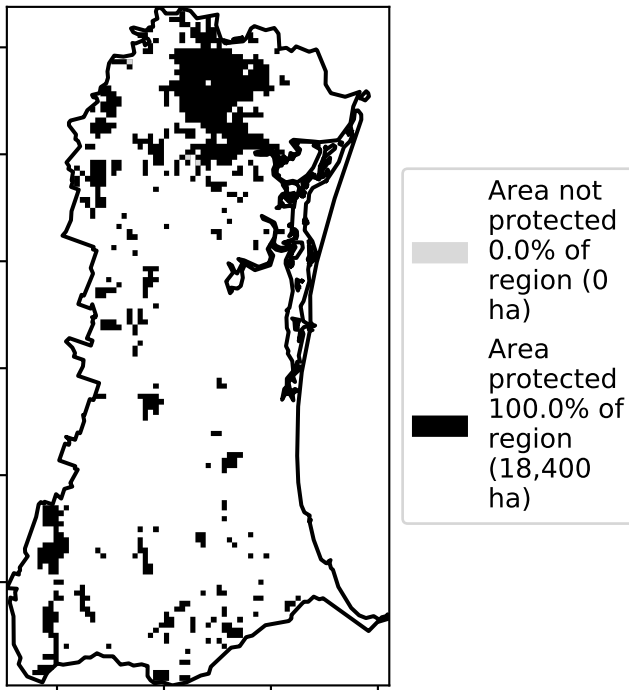 Area not
protected
0.0% of
region (0
ha)
Area
protected
100.0% of
region
(18,400
ha)